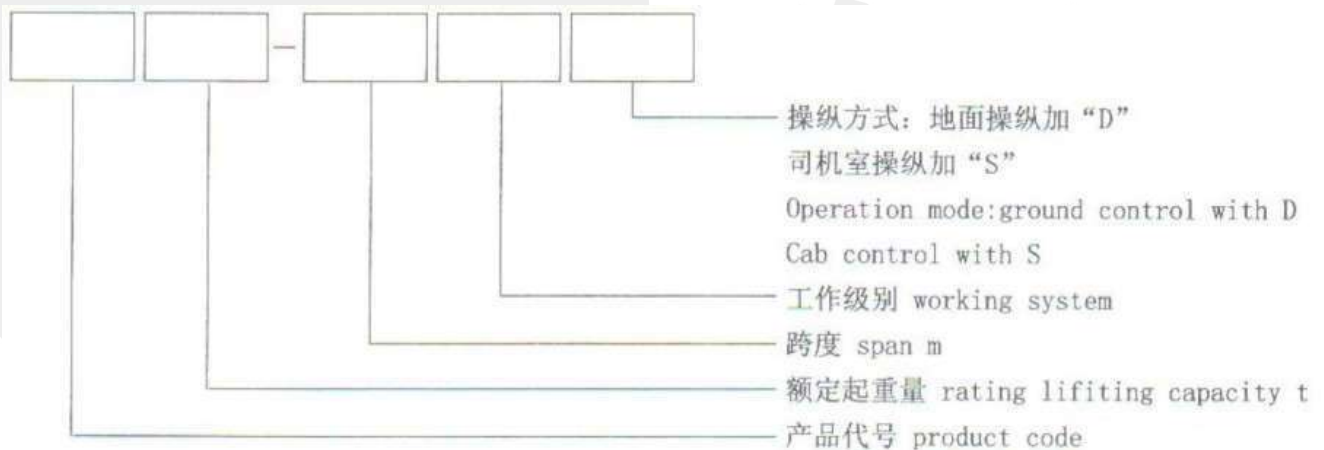 操纵方式：地面操纵加“D”
司机室操纵加“S”
Operation mode:ground control with D
Cab control with S
工作级别 working system
跨度 span m
额定起重量 rating lifiting capacity t
产品代号 product code